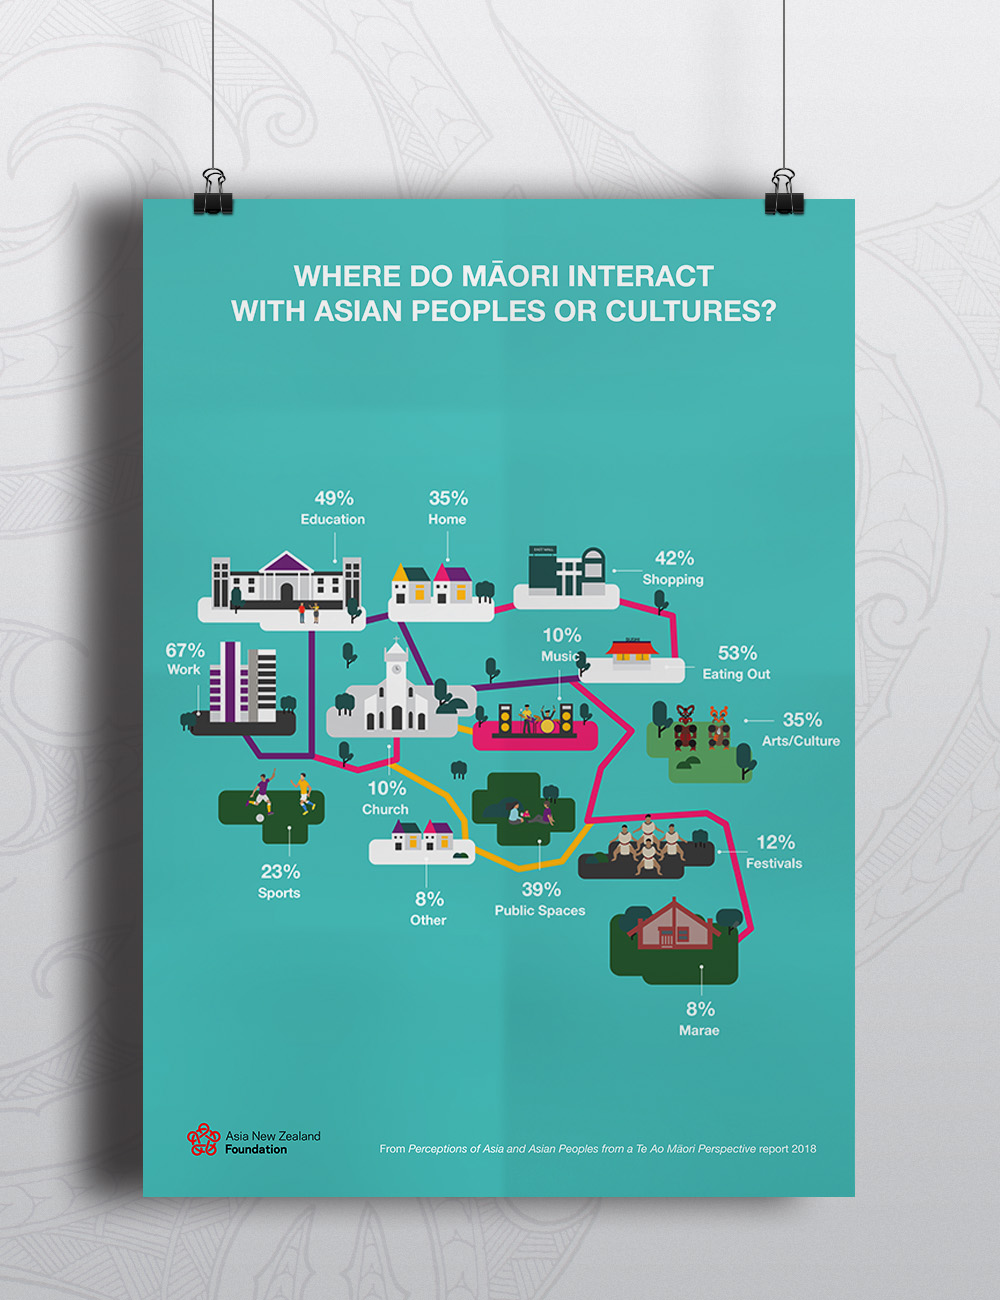 WHERE DO MĀORI INTERACT
WITH ASIAN PEOPLES OR CULTURES?
49%
Education
35%
Home
42%
Shopping
67%
Work
10%
Music
53%
Eating Out
35%
Arts/Culture
10%
Church
12%
Festivals
23%
Sports
8%
Other
39%
Public Spaces
8%
Marae
Asia New Zealand
Foundation
From Perceptions of Asia and Asian Peoples from a Te Ao Māori Perspective report 2018